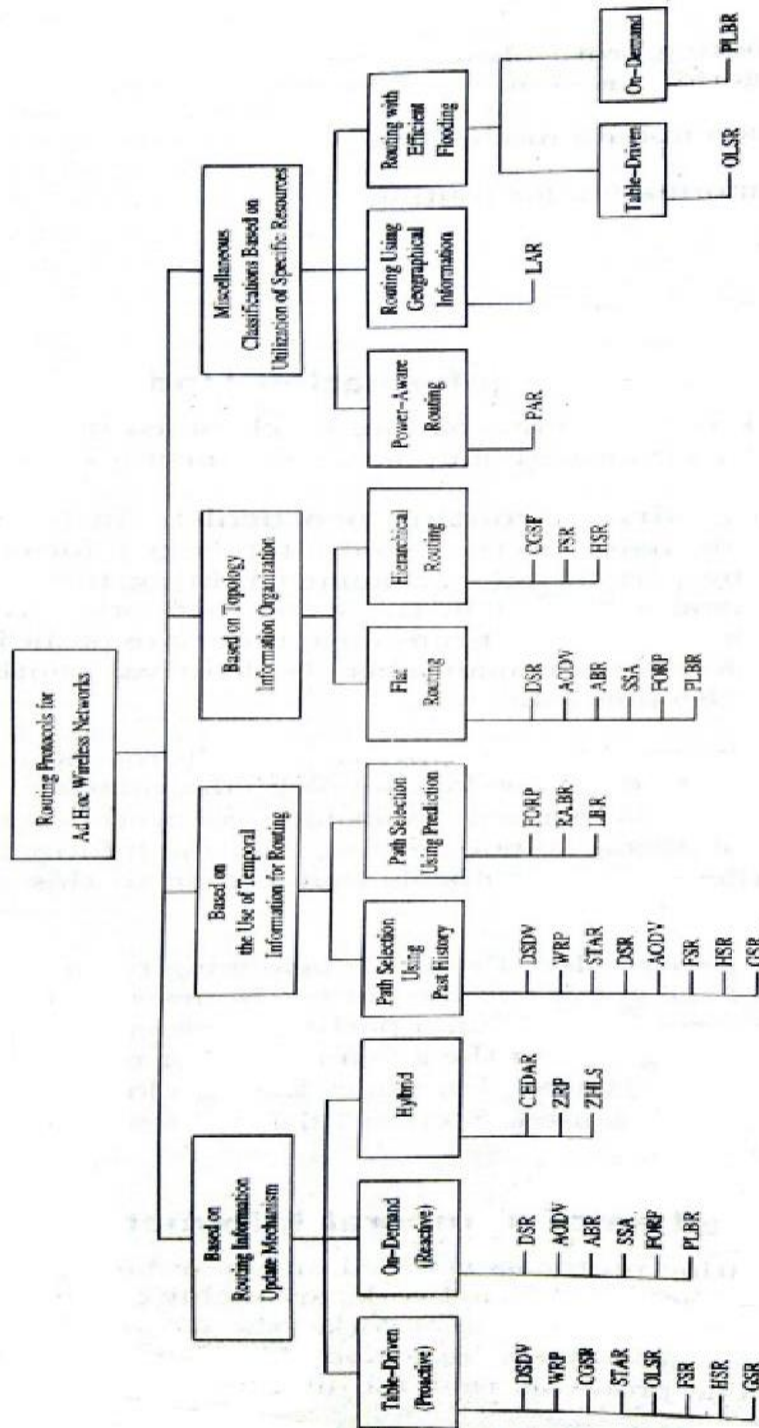 Routing Protocols for
Ad Hoc Wireless Networks
Based on
Routing Information
Update Mechanism
Based on
the Use of Temporal
Information for Routing
Based on Topology
Information Organization
Miscellaneous
Classifications Based on
Utilization of Specific Resources
Table-Driven
(Proactive)
DSDV
WRP
CGSR
STAR
OLSR
FSR
HSR
GSR
On-Demand
(Reactive)
DSR
AODV
ABR
SSA
FORP
PLBR
Hybrid
CEDAR
ZRP
ZHLS
Path Selection
Using
Past History
DSDV
WRP
STAR
DSR
AODV
FSR
HSR
GSR
Path Selection
Using Prediction
FORP
RABR
LBR
Flat
Routing
DSR
AODV
ABR
SSA
FORP
PLBR
Hierarchical
Routing
CGSR
FSR
HSR
Power-Aware
Routing
PAR
Routing Using
Geographical
Information
LAR
Routing with
Efficient
Flooding
Table-Driven
OLSR
On-Demand
PLBR